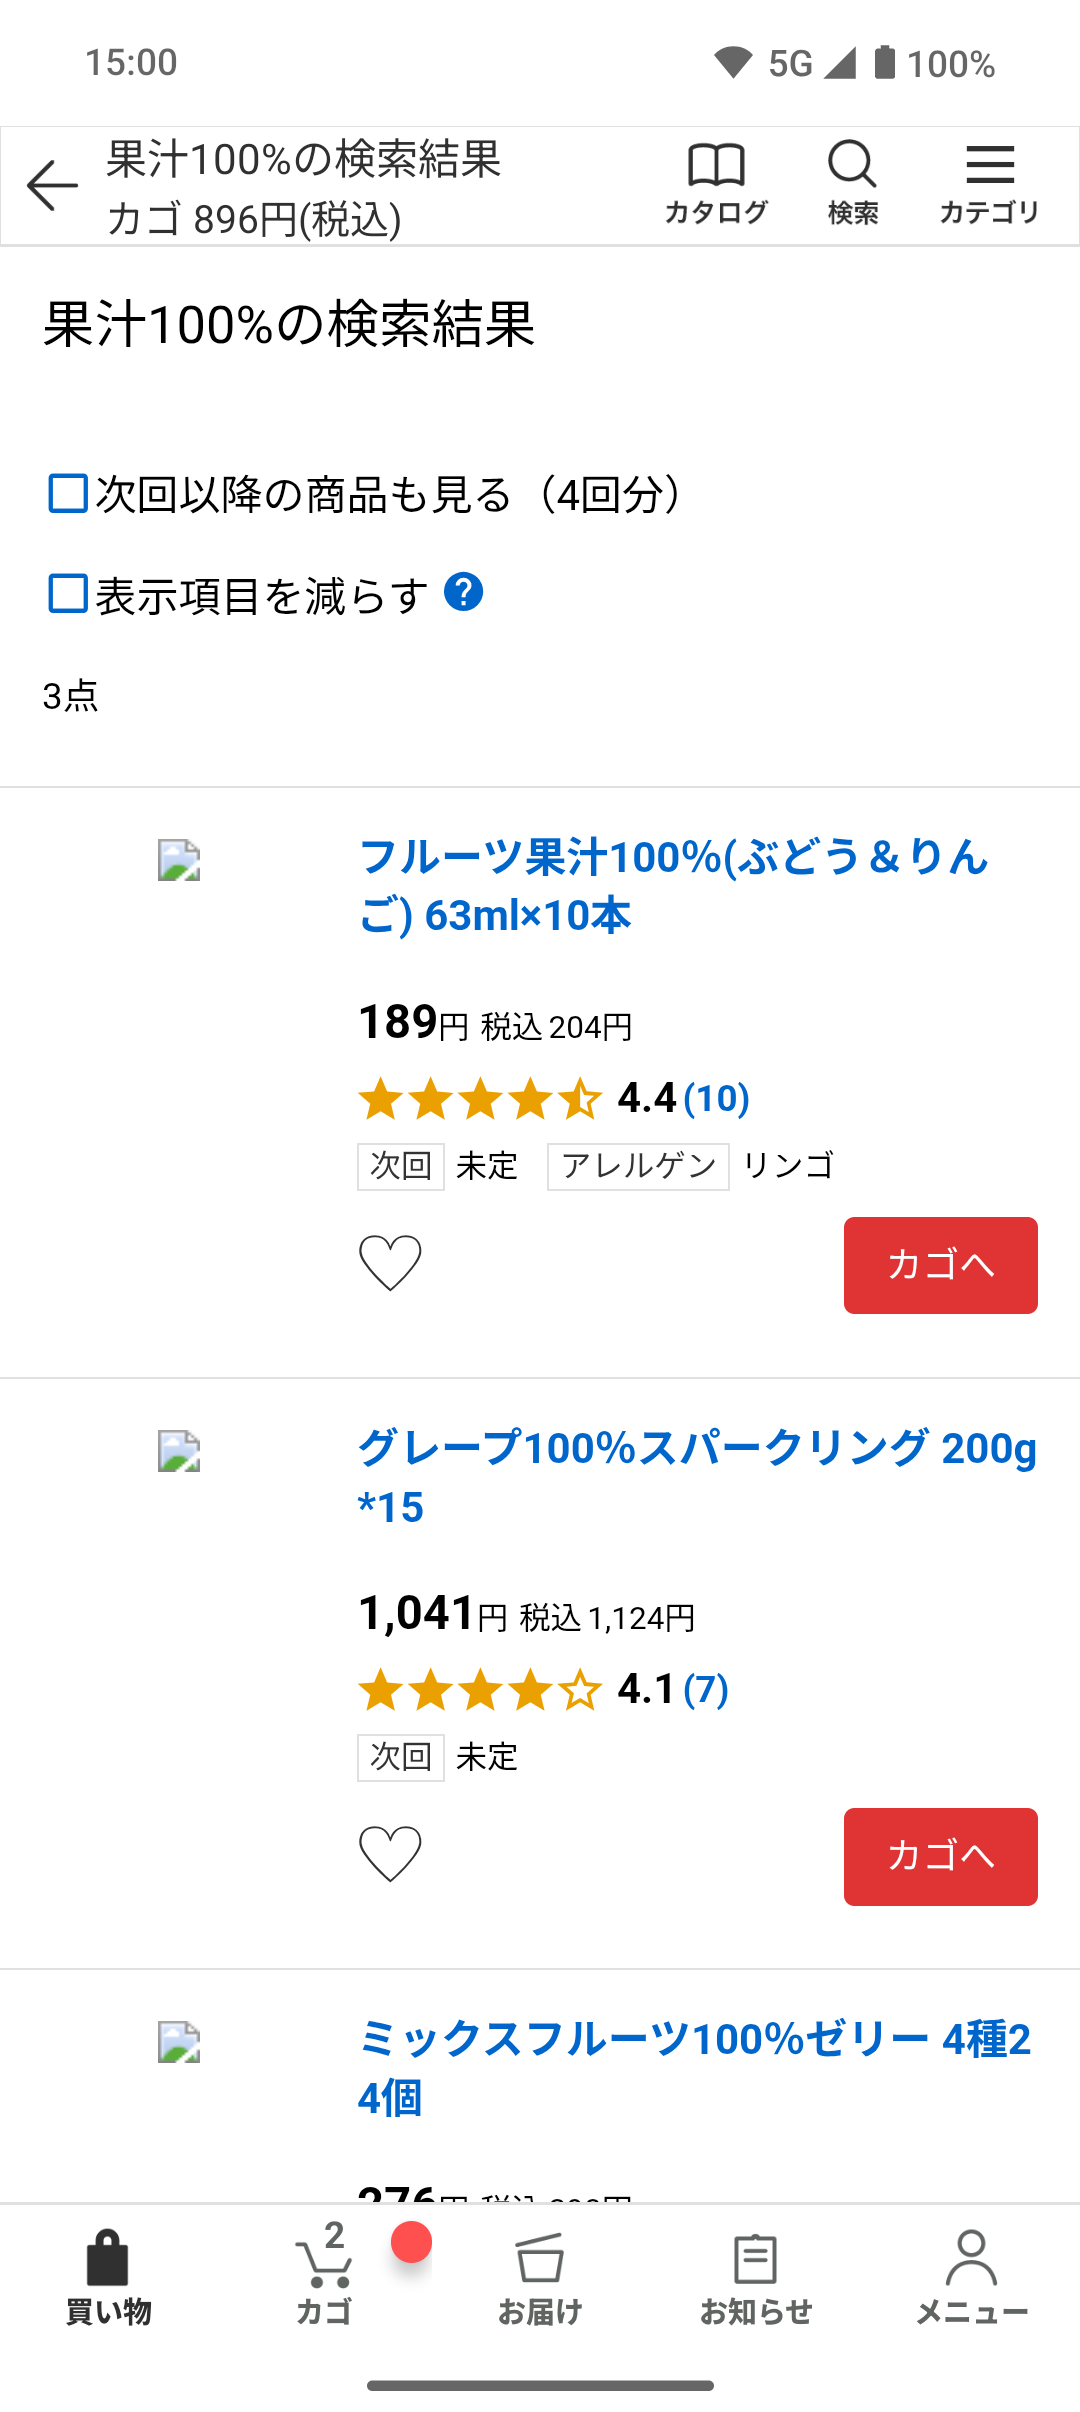 15:00
5G 100%
果汁100%の検索結果
カゴ 896円(税込)
カタログ
検索
カテゴリ
果汁100%の検索結果
次回以降の商品も見る（4回分）
表示項目を減らす ?
3点
フルーツ果汁100%(ぶどう＆りん
ご) 63ml×10本
189円 税込 204円
4.4 (10)
次回 未定 アレルゲン リンゴ
カゴへ
グレープ100%スパークリング 200g
*15
1,041円 税込 1,124円
4.1 (7)
次回 未定
カゴへ
ミックスフルーツ100%ゼリー 4種2
4個
276円 税込
2
買い物
カゴ
お届け
お知らせ
メニュー